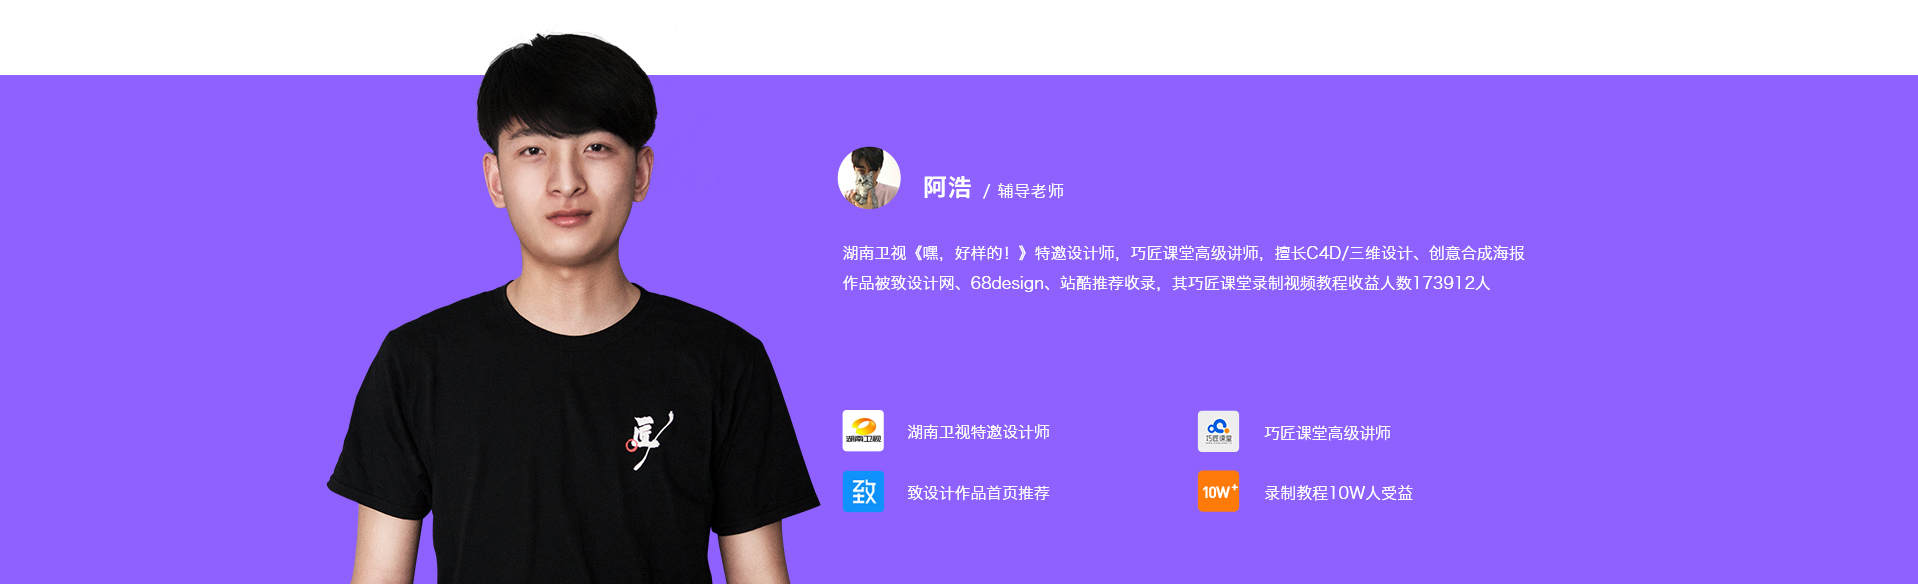 阿浩 / 辅导老师
湖南卫视《嘿，好样的！》特邀设计师，巧匠课堂高级讲师，擅长C4D/三维设计、创意合成海报
作品被致设计网、68design、站酷推荐收录，其巧匠课堂录制视频教程收益人数173912人
匠
湖南卫视
湖南卫视特邀设计师
巧匠课堂
巧匠课堂高级讲师
致
致设计作品首页推荐
10W+
录制教程10W人受益